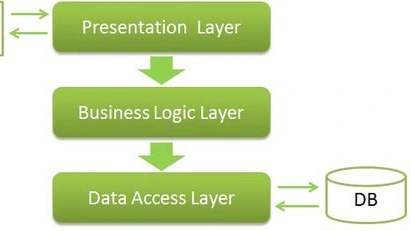 Presentation Layer
Business Logic Layer
Data Access Layer
DB